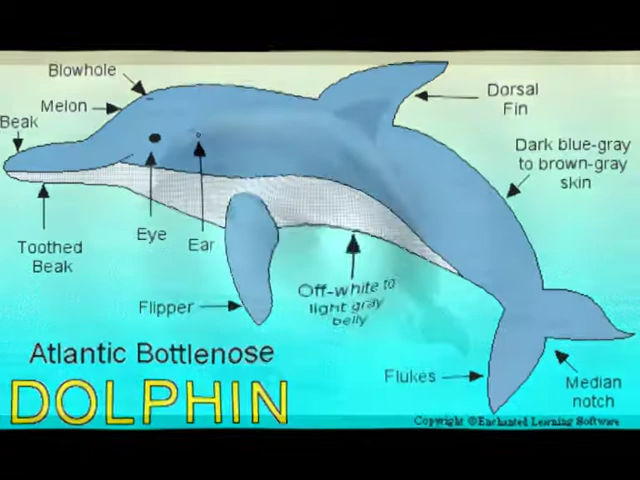 Blowhole
Melon
Beak
Dorsal
Fin
Dark blue-gray
to brown-gray
skin
Eye
Ear
Toothed
Beak
Off-white to
light gray
belly
Flipper
Atlantic Bottlenose
DOLPHIN
Flukes
Median
notch
Copyright ©Enchanted Learning Software